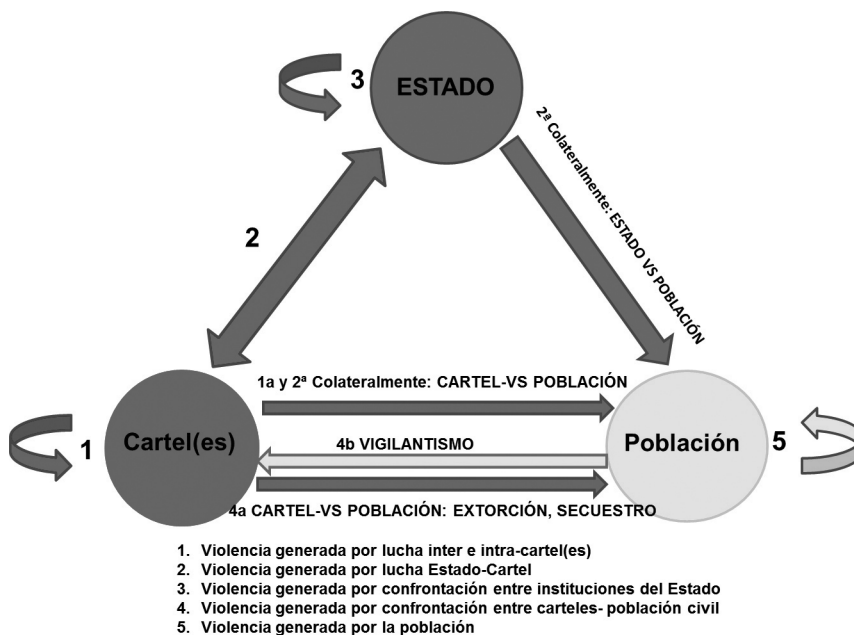 3 ESTADO
2ª Colateralmente: ESTADO VS POBLACIÓN
2
1a y 2ª Colateralmente: CARTEL-VS POBLACIÓN
1 Cartel(es)
4b VIGILANTISMO
Población 5
4a CARTEL-VS POBLACIÓN: EXTORCIÓN, SECUESTRO
1. Violencia generada por lucha inter e intra-cartel(es)
2. Violencia generada por lucha Estado-Cartel
3. Violencia generada por confrontación entre instituciones del Estado
4. Violencia generada por confrontación entre carteles- población civil
5. Violencia generada por la población